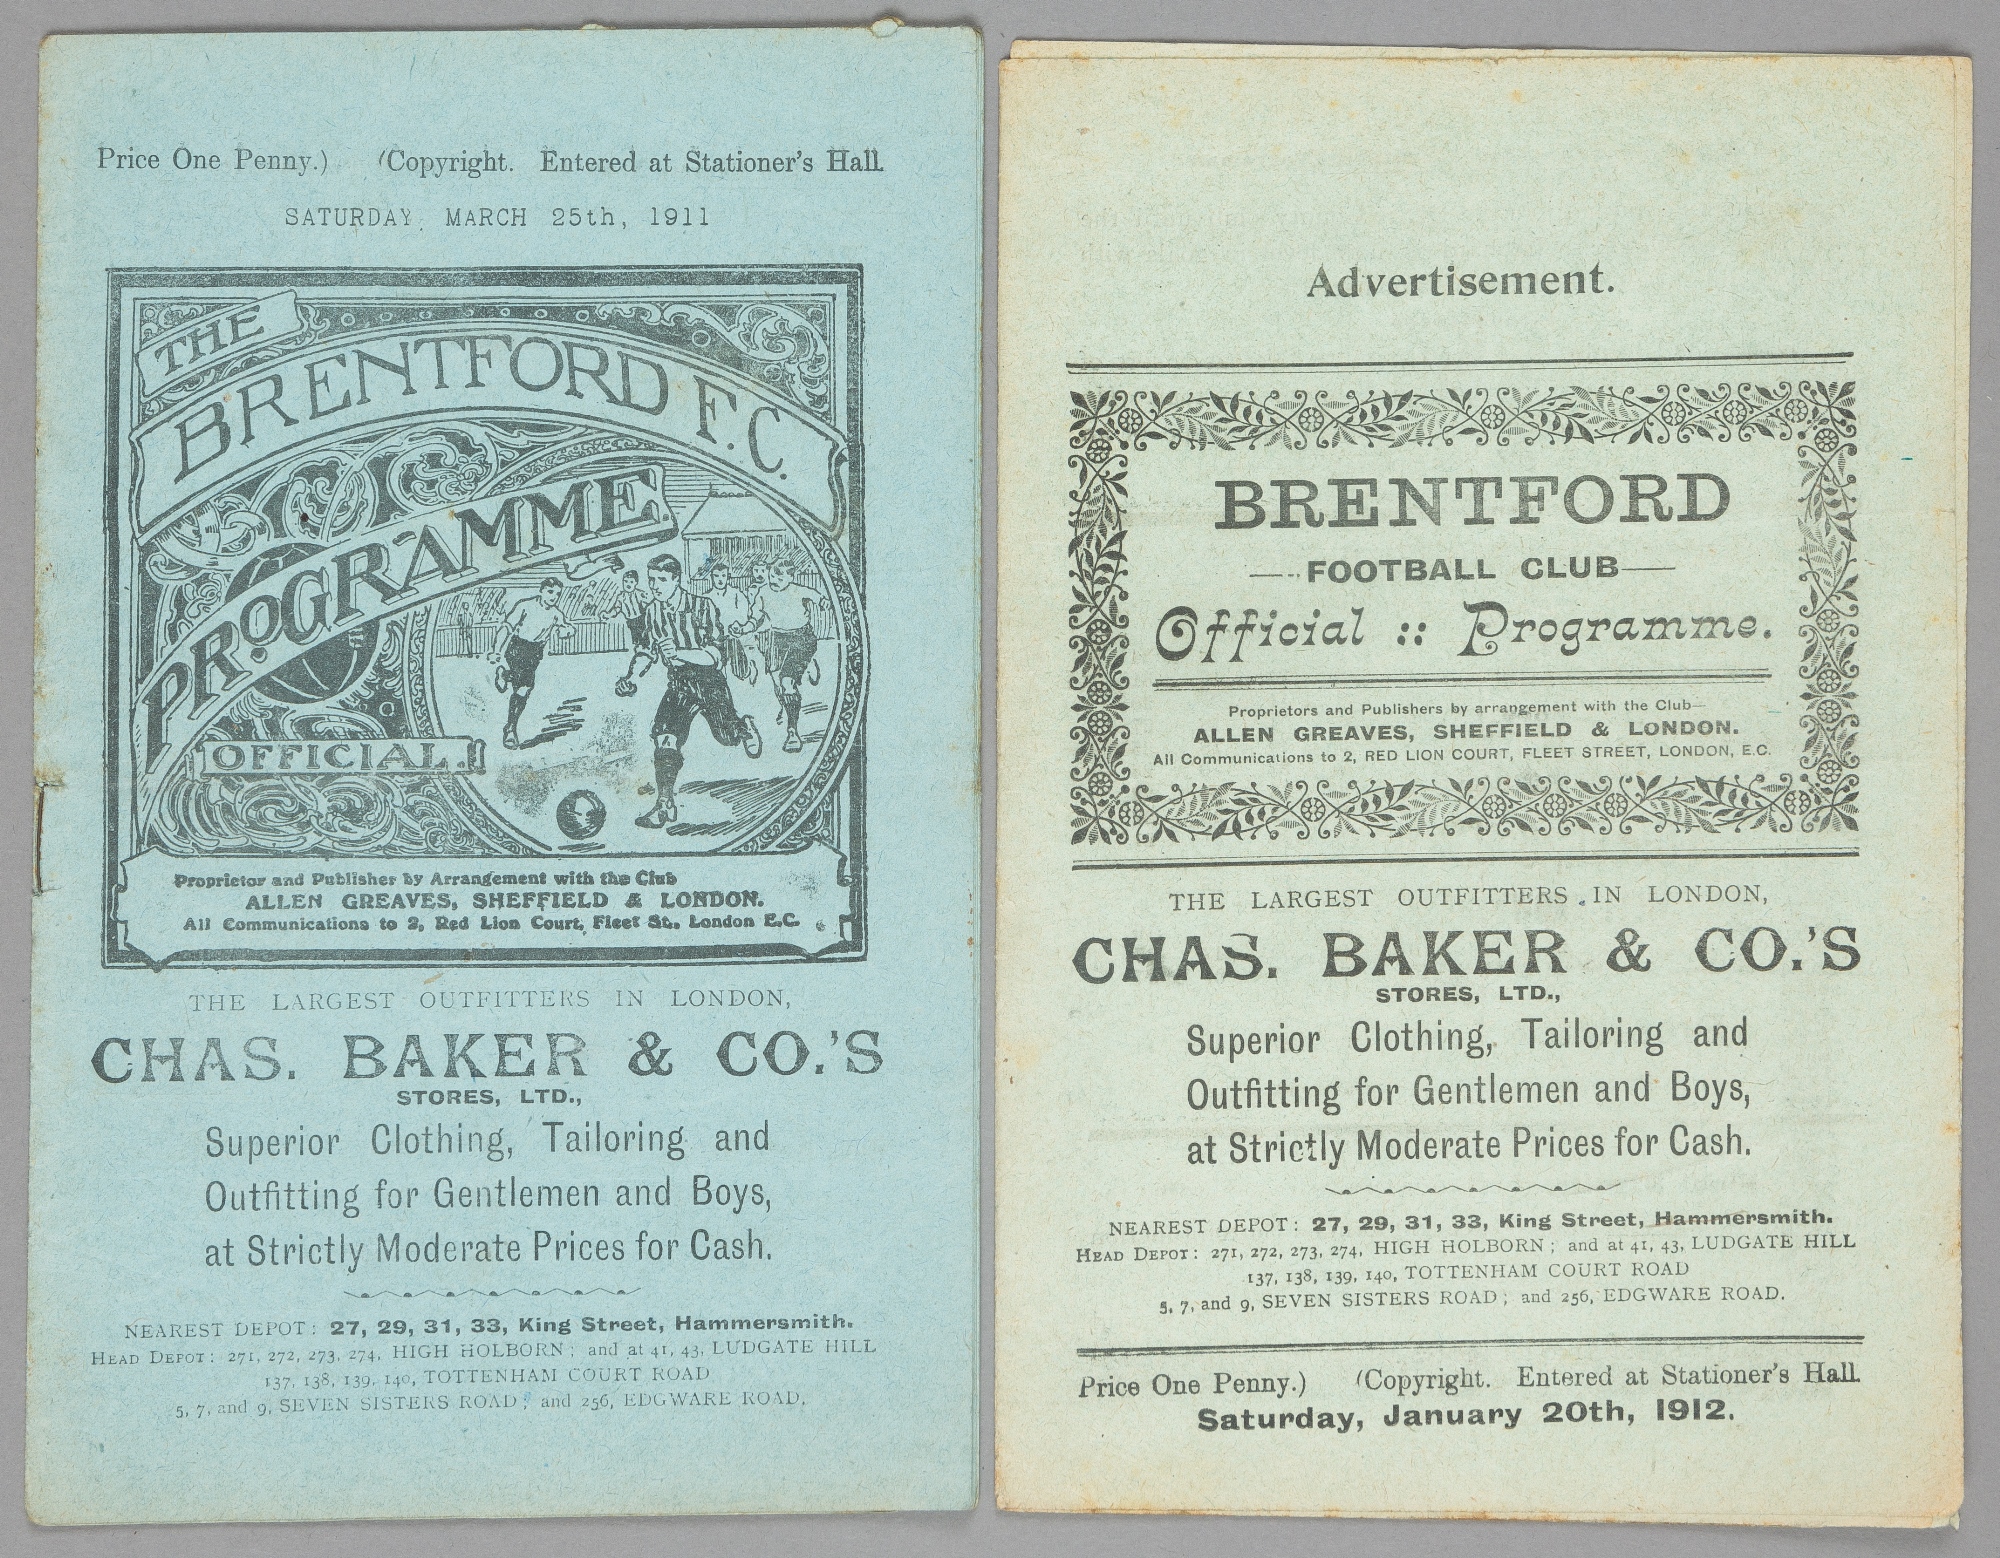 Price One Penny.) (Copyright. Entered at Stationer's Hall.
SATURDAY, MARCH 25th, 1911
THE
BRENTFORD F.C.
PROGRAMME
OFFICIAL.
Proprietor and Publisher by Arrangement with the Club
ALLEN GREAVES, SHEFFIELD & LONDON.
All Communications to 2, Red Lion Court, Fleet St., London E.C.
THE LARGEST OUTFITTERS IN LONDON,
CHAS. BAKER & CO.'S
STORES, LTD.,
Superior Clothing, Tailoring and
Outfitting for Gentlemen and Boys,
at Strictly Moderate Prices for Cash.
NEAREST DEPOT: 27, 29, 31, 33, King Street, Hammersmith.
HEAD DEPOT: 271, 272, 273, 274, HIGH HOLBORN; and at 41, 43, LUDGATE HILL
137, 138, 139, 140, TOTTENHAM COURT ROAD
5, 7, and 9, SEVEN SISTERS ROAD; and 256, EDGWARE ROAD.
Advertisement.
BRENTFORD
FOOTBALL CLUB
Official :: Programme.
Proprietors and Publishers by arrangement with the Club—
ALLEN GREAVES, SHEFFIELD & LONDON.
All Communications to 2, RED LION COURT, FLEET STREET, LONDON, E.C.
THE LARGEST OUTFITTERS IN LONDON,
CHAS. BAKER & CO.'S
STORES, LTD.,
Superior Clothing, Tailoring and
Outfitting for Gentlemen and Boys,
at Strictly Moderate Prices for Cash.
NEAREST DEPOT: 27, 29, 31, 33, King Street, Hammersmith.
HEAD DEPOT: 271, 272, 273, 274, HIGH HOLBORN; and at 41, 43, LUDGATE HILL
137, 138, 139, 140, TOTTENHAM COURT ROAD
5, 7, and 9, SEVEN SISTERS ROAD; and 256, EDGWARE ROAD.
Price One Penny.) (Copyright. Entered at Stationer's Hall.
Saturday, January 20th, 1912.